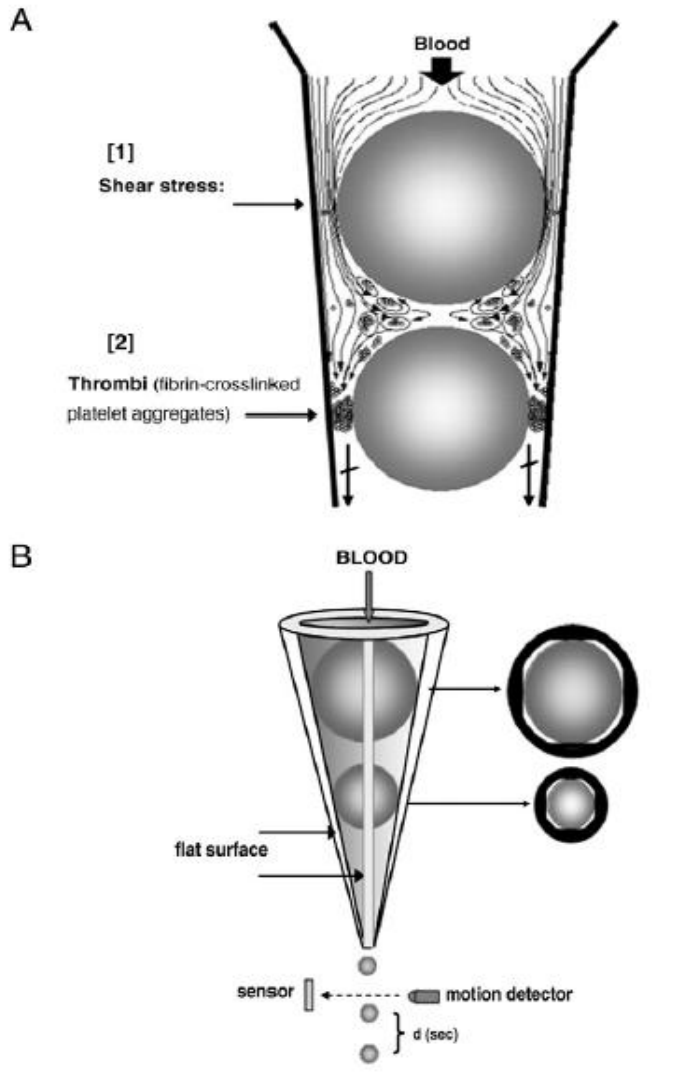 A
Blood
[1]
Shear stress:
[2]
Thrombi (fibrin-crosslinked
platelet aggregates)
B
BLOOD
flat surface
sensor
motion detector
d (sec)